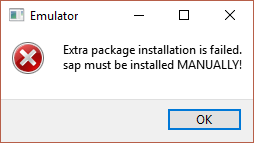 Emulator
Extra package installation is failed.
sap must be installed MANUALLY!
OK